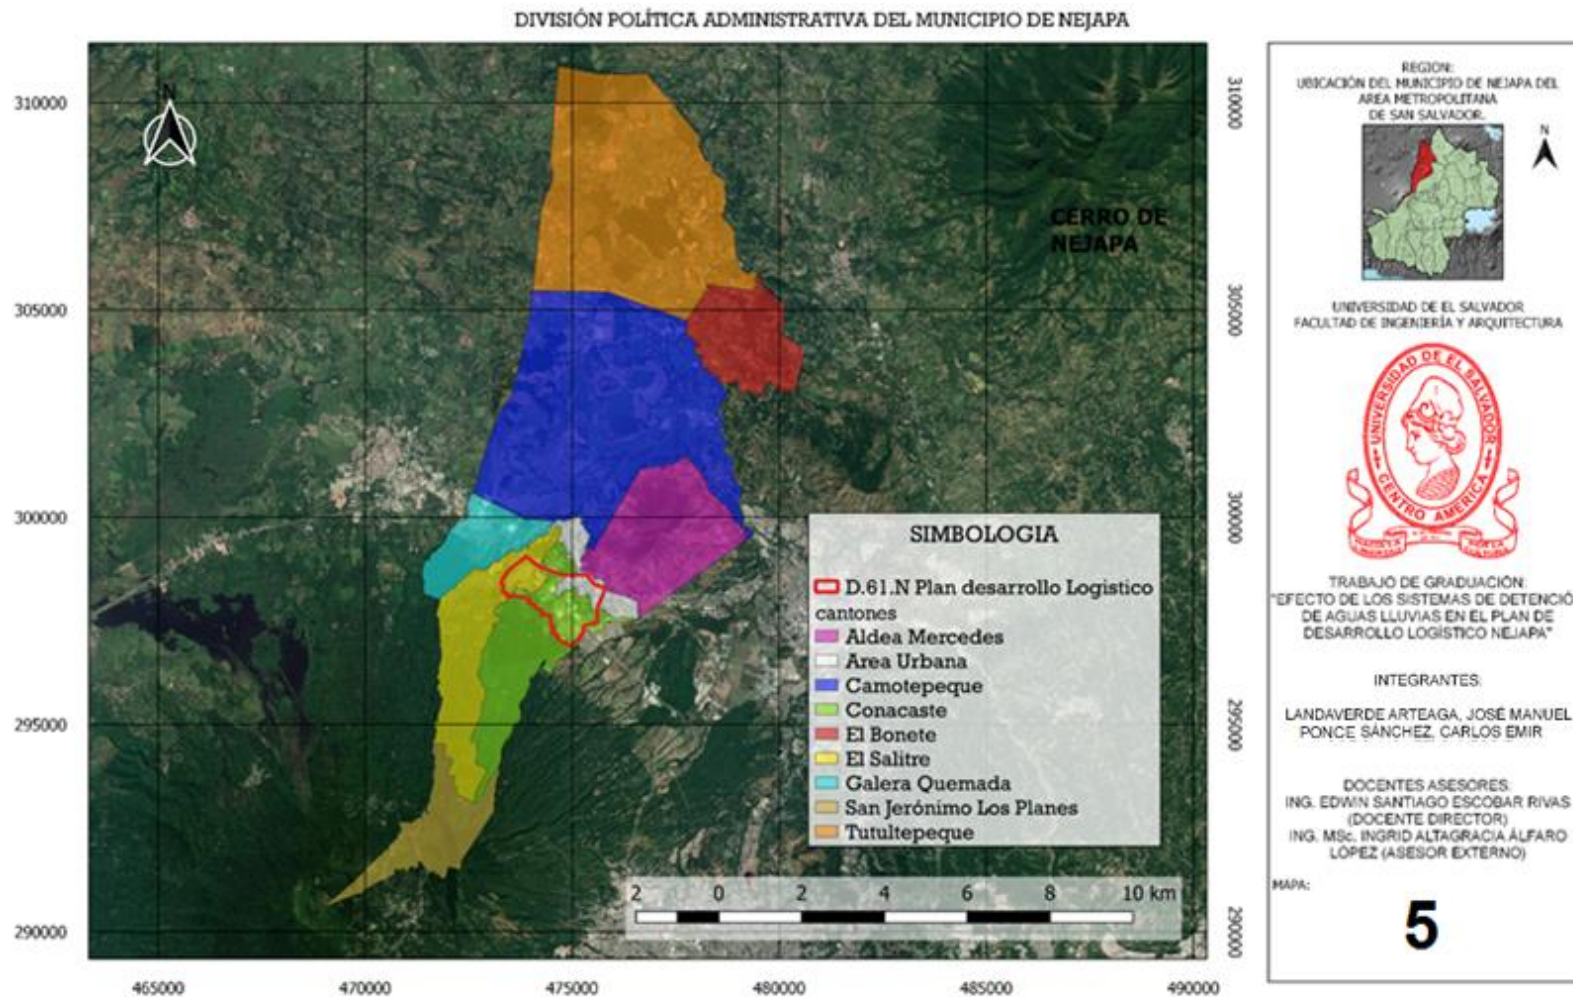 DIVISIÓN POLÍTICA ADMINISTRATIVA DEL MUNICIPIO DE NEJAPA
310000
305000
300000
295000
290000
N
CERRO DE
NEJAPA
SIMBOLOGIA
D.61.N Plan desarrollo Logistico
cantones
Aldea Mercedes
Area Urbana
Camotepeque
Conacaste
El Bonete
El Salitre
Galera Quemada
San Jerónimo Los Planes
Tutultepeque
2 0 2 4 6 8 10 km
310000
305000
300000
295000
290000
465000 470000 475000 480000 485000 490000
REGION:
UBICACIÓN DEL MUNICIPIO DE NEJAPA DEL
AREA METROPOLITANA
DE SAN SALVADOR.
N
UNIVERSIDAD DE EL SALVADOR
FACULTAD DE INGENIERÍA Y ARQUITECTURA
UNIVERSIDAD DE EL SALVADOR
CENTRO AMERICA
TRABAJO DE GRADUACIÓN:
"EFECTO DE LOS SISTEMAS DE DETENCIÓ
DE AGUAS LLUVIAS EN EL PLAN DE
DESARROLLO LOGÍSTICO NEJAPA"
INTEGRANTES:
LANDAVERDE ARTEAGA, JOSÉ MANUEL
PONCE SÁNCHEZ, CARLOS EMIR
DOCENTES ASESORES:
ING. EDWIN SANTIAGO ESCOBAR RIVAS
(DOCENTE DIRECTOR)
ING. MSc. INGRID ALTAGRACIA ÁLFARO
LOPEZ (ASESOR EXTERNO)
MAPA:
5